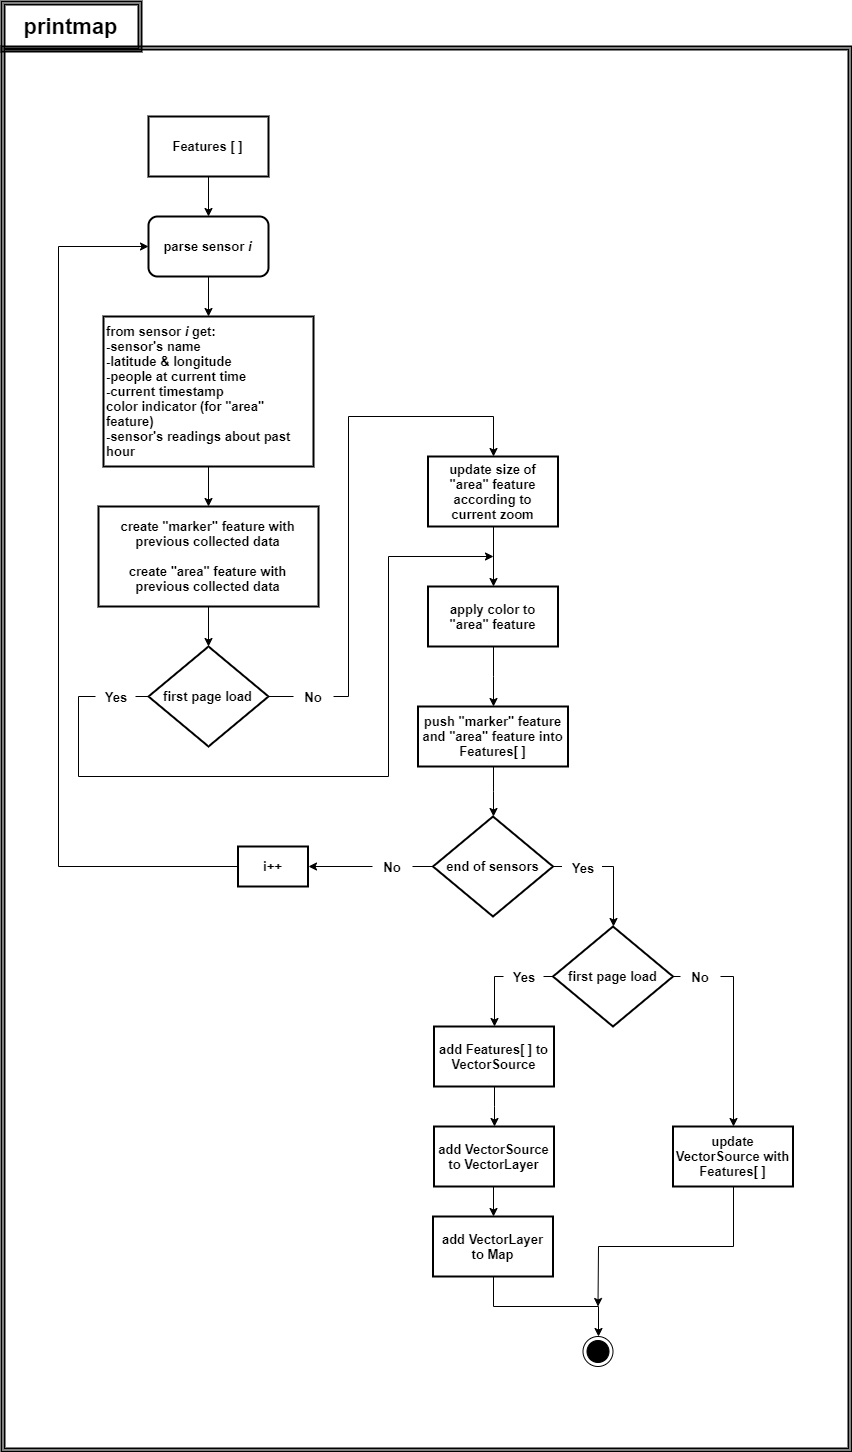 printmap
Features [ ]
parse sensor i
from sensor i get:
-sensor's name
-latitude & longitude
-people at current time
-current timestamp
color indicator (for "area"
feature)
-sensor's readings about past
hour
create "marker" feature with
previous collected data
create "area" feature with
previous collected data
first page load
Yes
No
update size of
"area" feature
according to
current zoom
apply color to
"area" feature
push "marker" feature
and "area" feature into
Features[ ]
end of sensors
No
i++
Yes
first page load
Yes
No
add Features[ ] to
VectorSource
add VectorSource
to VectorLayer
add VectorLayer
to Map
update
VectorSource with
Features[ ]